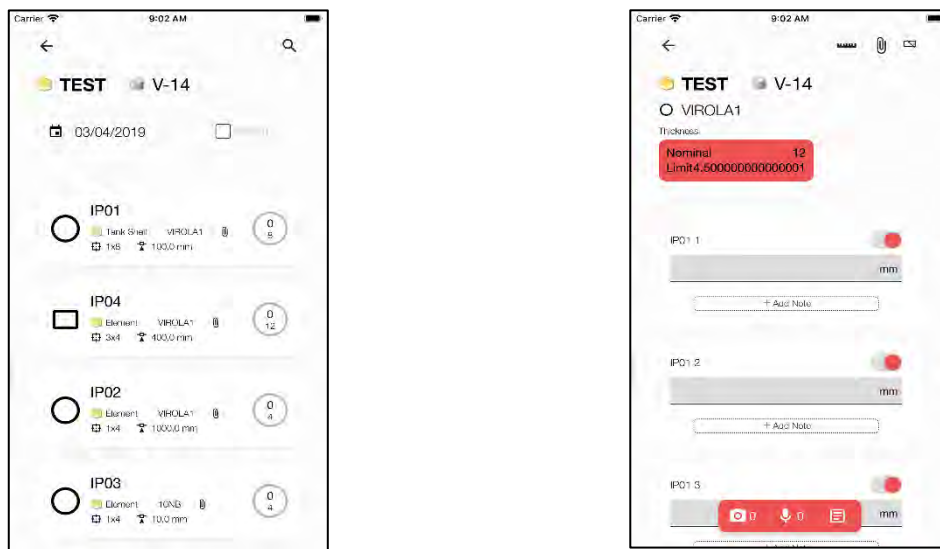 Carrier 9:02 AM
TEST V-14
03/04/2019
IP01
Tank Shell VIROLA1
100.0 mm
0
IP04
Element VIROLA1
3x4 400.0 mm
0
12
IP02
Element VIROLA1
1x4 1000.0 mm
0
4
IP03
Element 10NB
1x4 10.0 mm
0
4
Carrier 9:02 AM
TEST V-14
VIROLA1
Thickness
Nominal 12
Limit4.500000000000001
IP01 1
mm
+ Add Note
IP01 2
mm
+ Add Note
IP01 3
mm
0 0
+ Add Note